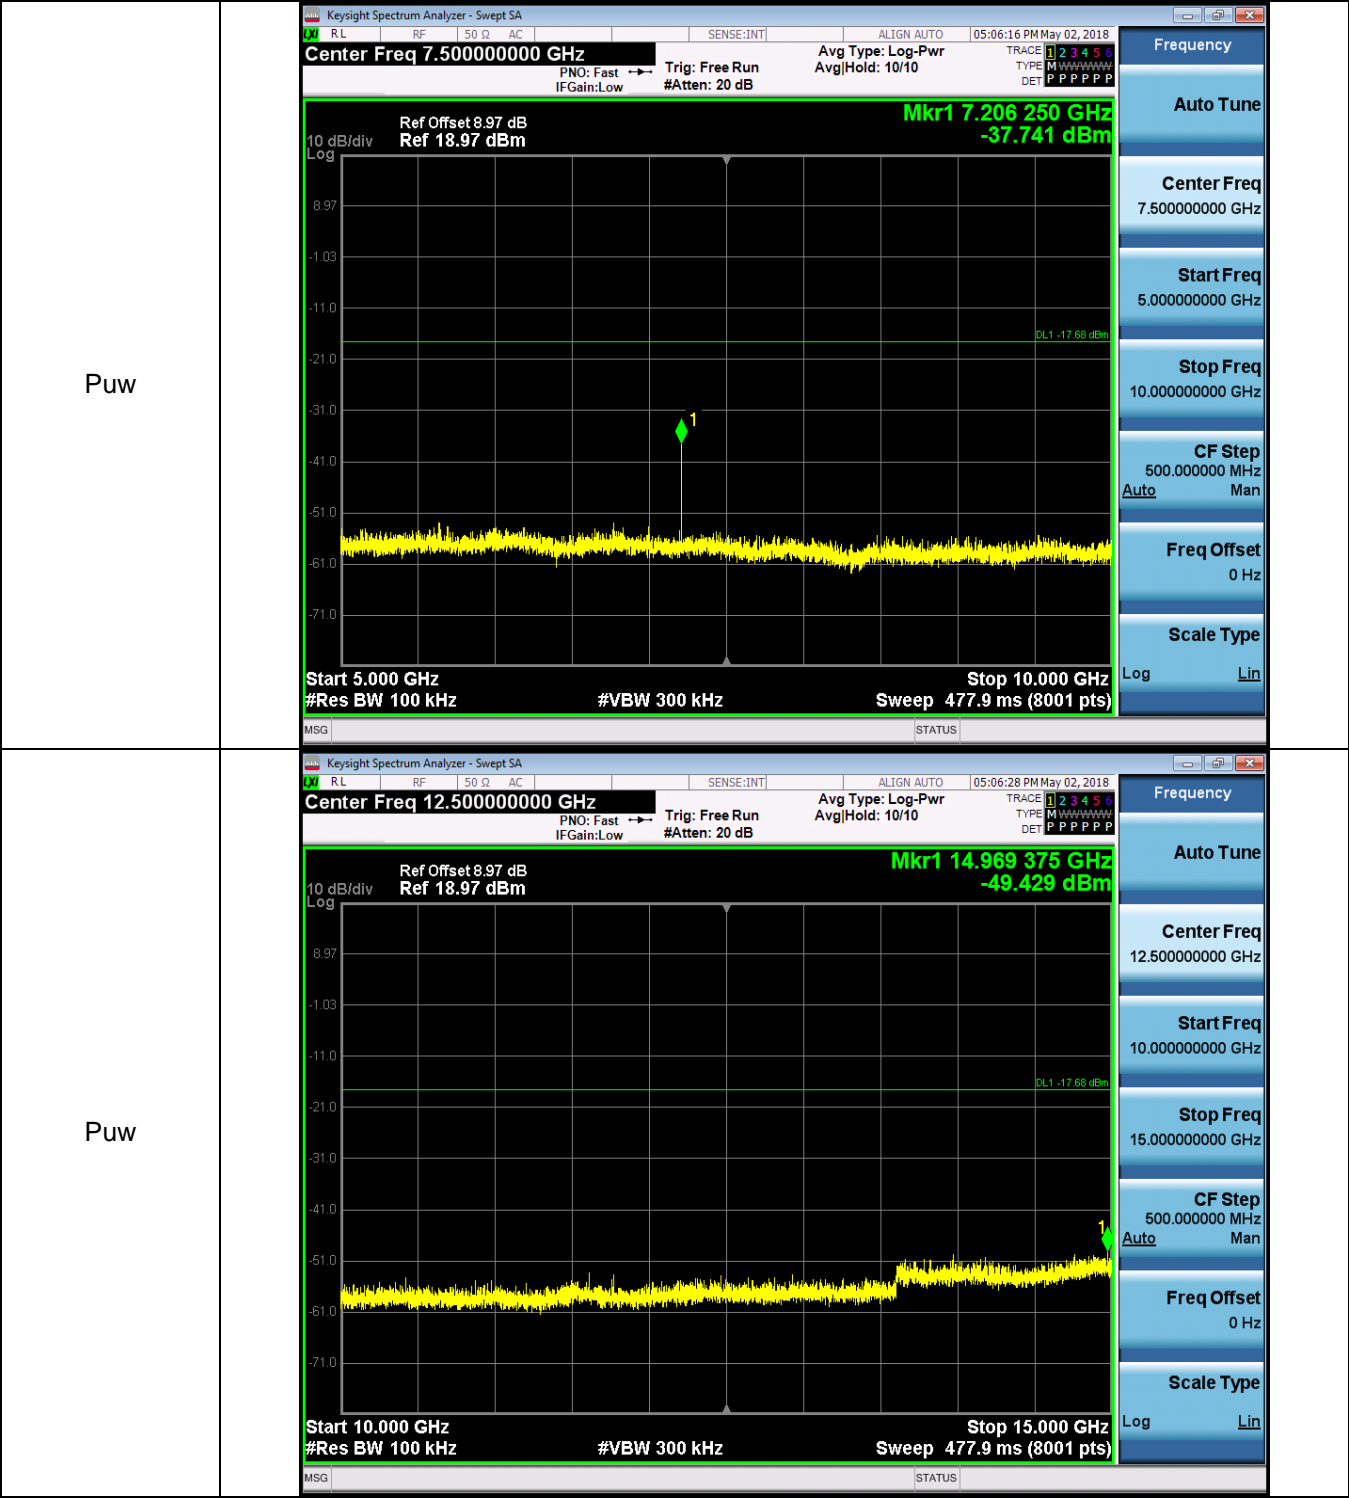 Puw
Keysight Spectrum Analyzer - Swept SA
LXI RL RF 50 Ω AC SENSE:INT ALIGN AUTO 05:06:16 PM May 02, 2018
Center Freq 7.500000000 GHz
PNO: Fast
IFGain:Low
Trig: Free Run
#Atten: 20 dB
Avg Type: Log-Pwr
Avg|Hold: 10/10
TRACE 1 2 3 4 5 6
TYPE M W W W W W
DET P P P P P P
Mkr1 7.206 250 GHz
-37.741 dBm
Ref Offset 8.97 dB
10 dB/div Ref 18.97 dBm
Log
8.97
-1.03
-11.0
DL1 -17.68 dBm
-21.0
-31.0
1
-41.0
-51.0
-61.0
-71.0
Start 5.000 GHz Stop 10.000 GHz
#Res BW 100 kHz #VBW 300 kHz Sweep 477.9 ms (8001 pts)
MSG STATUS
Frequency
Auto Tune
Center Freq
7.500000000 GHz
Start Freq
5.000000000 GHz
Stop Freq
10.000000000 GHz
CF Step
500.000000 MHz
Auto Man
Freq Offset
0 Hz
Scale Type
Log Lin
Puw
Keysight Spectrum Analyzer - Swept SA
LXI RL RF 50 Ω AC SENSE:INT ALIGN AUTO 05:06:28 PM May 02, 2018
Center Freq 12.500000000 GHz
PNO: Fast
IFGain:Low
Trig: Free Run
#Atten: 20 dB
Avg Type: Log-Pwr
Avg|Hold: 10/10
TRACE 1 2 3 4 5 6
TYPE M W W W W W
DET P P P P P P
Mkr1 14.969 375 GHz
-49.429 dBm
Ref Offset 8.97 dB
10 dB/div Ref 18.97 dBm
Log
8.97
-1.03
-11.0
DL1 -17.68 dBm
-21.0
-31.0
-41.0
1
-51.0
-61.0
-71.0
Start 10.000 GHz Stop 15.000 GHz
#Res BW 100 kHz #VBW 300 kHz Sweep 477.9 ms (8001 pts)
MSG STATUS
Frequency
Auto Tune
Center Freq
12.500000000 GHz
Start Freq
10.000000000 GHz
Stop Freq
15.000000000 GHz
CF Step
500.000000 MHz
Auto Man
Freq Offset
0 Hz
Scale Type
Log Lin